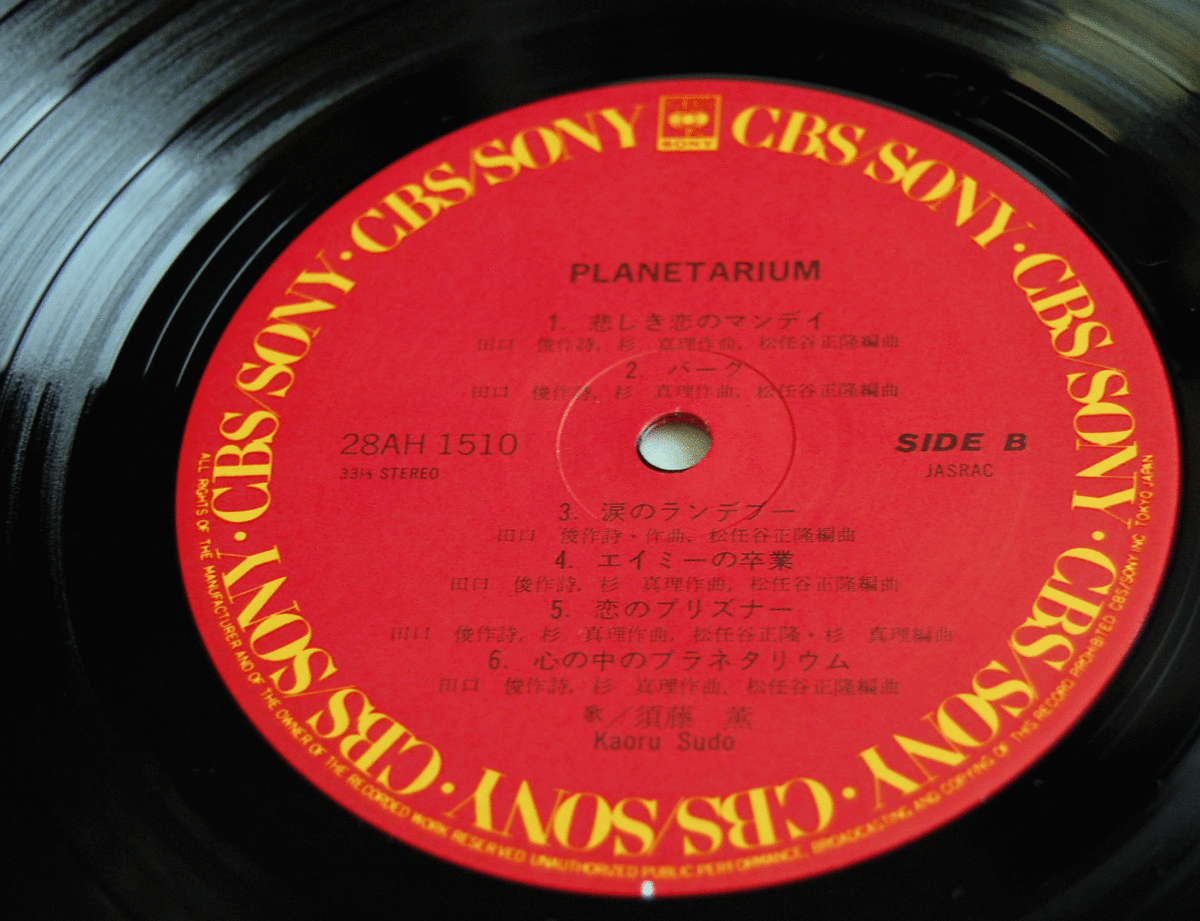 CBS/SONY · CBS/SONY · CBS/SONY · CBS/SONY · CBS/SONY · CBS/SONY · CBS/SONY · CBS/SONY · CBS/SONY
SONY
PLANETARIUM
1. 悲しき恋のマンデイ
田口 俊作詩, 杉 真理作曲, 松任谷正隆編曲
2. パーク
田口 俊作詩, 杉 真理作曲, 松任谷正隆編曲
28AH 1510
33⅓ STEREO
SIDE B
JASRAC
3. 涙のランデブー
田口 俊作詩・作曲, 松任谷正隆編曲
4. エイミーの卒業
田口 俊作詩, 杉 真理作曲, 松任谷正隆編曲
5. 恋のプリズナー
田口 俊作詩, 杉 真理作曲, 松任谷正隆・杉 真理編曲
6. 心の中のプラネタリウム
田口 俊作詩, 杉 真理作曲, 松任谷正隆編曲
歌／須藤 薫
Kaoru Sudo
ALL RIGHTS OF THE MANUFACTURER AND OF THE OWNER OF THE RECORDED WORK RESERVED UNAUTHORIZED PUBLIC PERFORMANCE, BROADCASTING AND COPYING OF THIS RECORD PROHIBITED CBS/SONY INC. TOKYO JAPAN